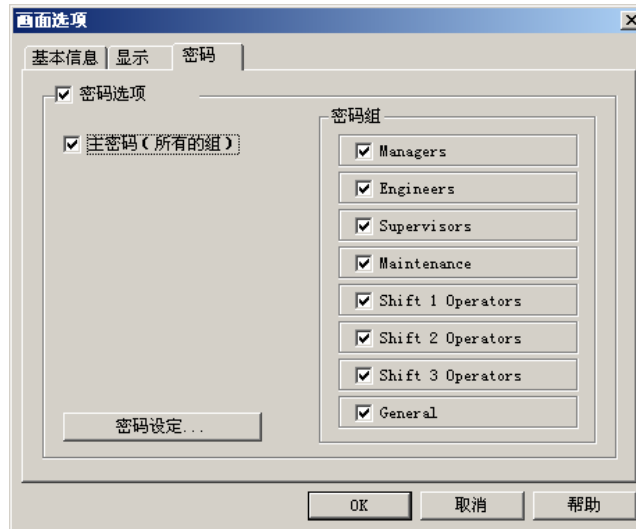 画面选项
基本信息 显示 密码
密码选项
主密码(所有的组)
密码组
Managers
Engineers
Supervisors
Maintenance
Shift 1 Operators
Shift 2 Operators
Shift 3 Operators
General
密码设定...
OK 取消 帮助